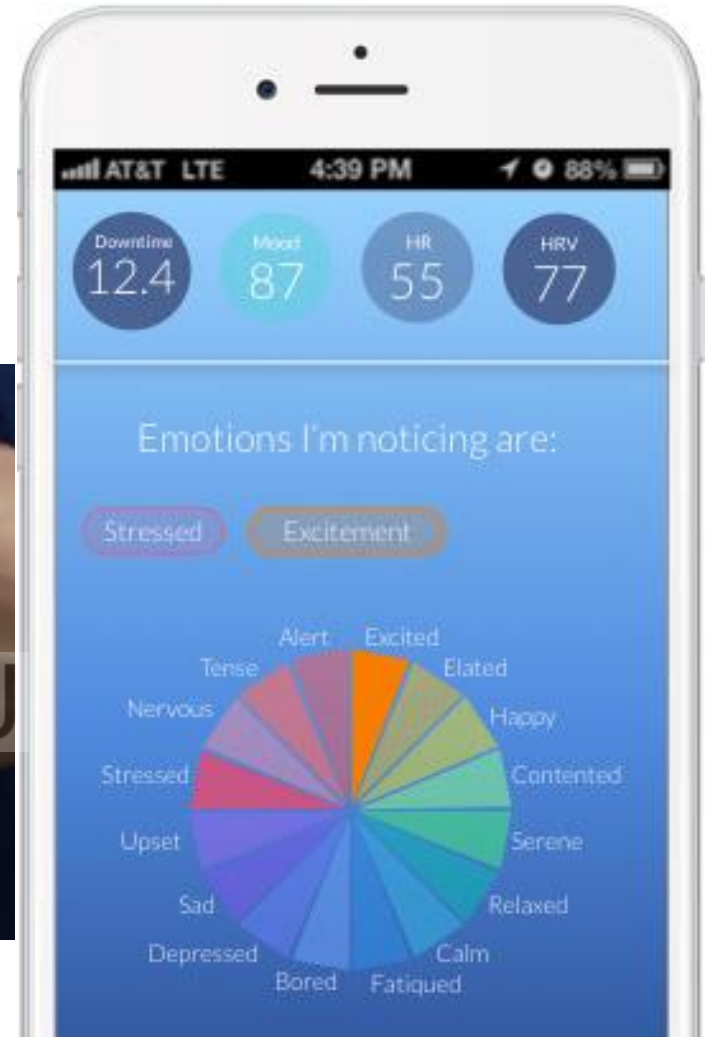 AT&T LTE 4:39 PM 88%
Downtime Mood HR HRV
12.4 87 55 77
Emotions I'm noticing are:
Stressed Excitement
Alert Excited
Tense Elated
Nervous Happy
Stressed Contented
Upset Serene
Sad Relaxed
Depressed Calm
Bored Fatiqued